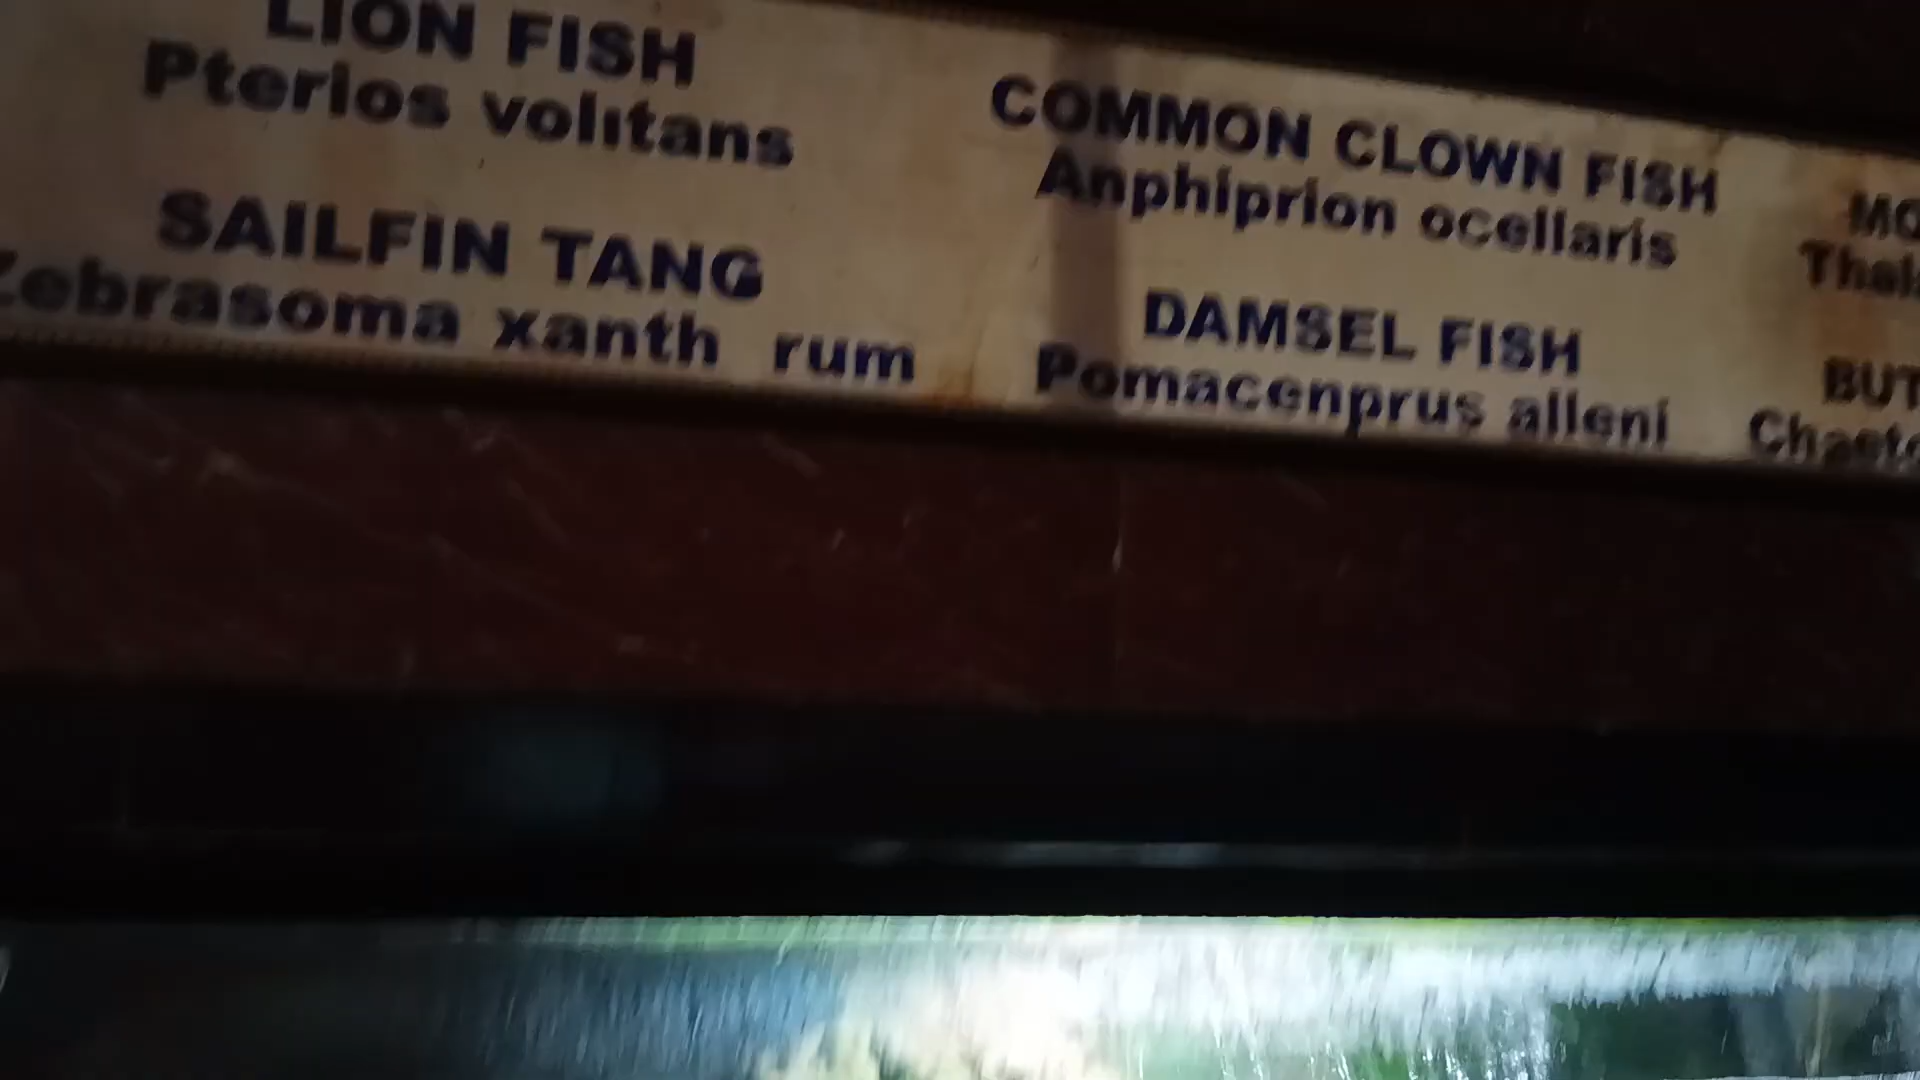 LION FISH
Pterios volitans
SAILFIN TANG
Zebrasoma xanth rum
COMMON CLOWN FISH
Anphiprion ocellaris
DAMSEL FISH
Pomacenprus alleni